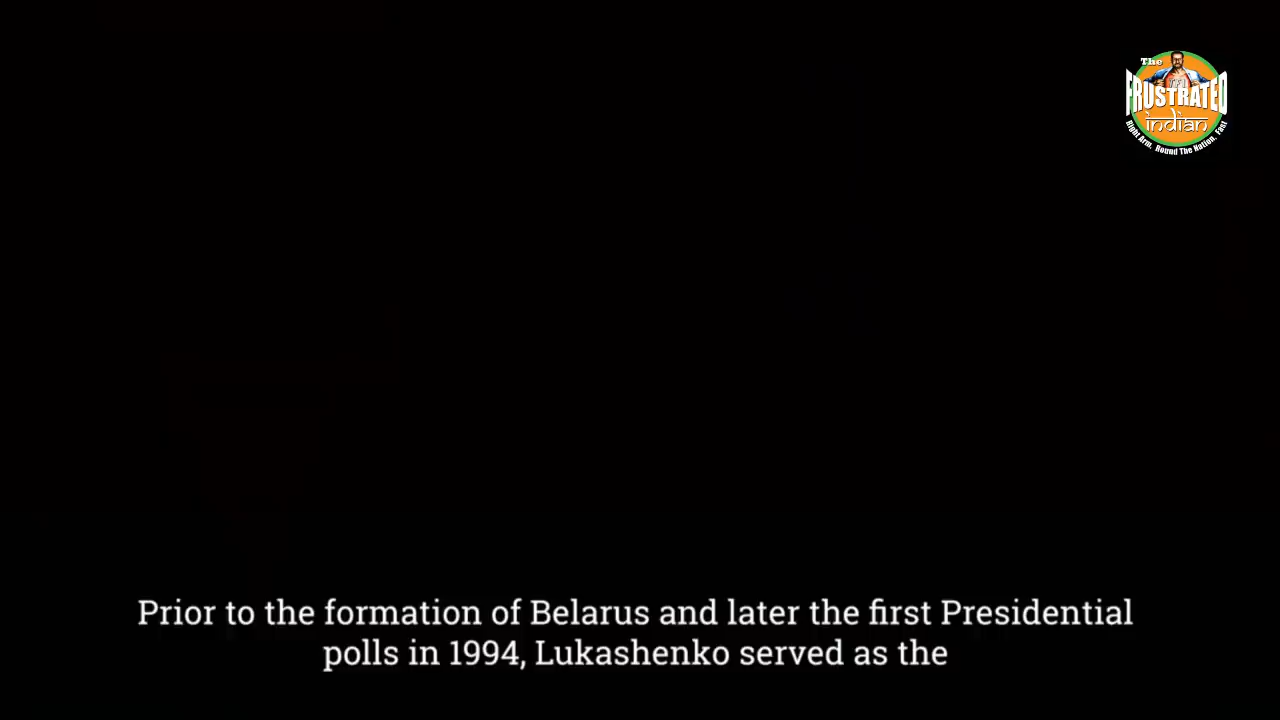 The
FRUSTRATED
indian
Right Arm, Round The Nation, Fast
Prior to the formation of Belarus and later the first Presidential
polls in 1994, Lukashenko served as the